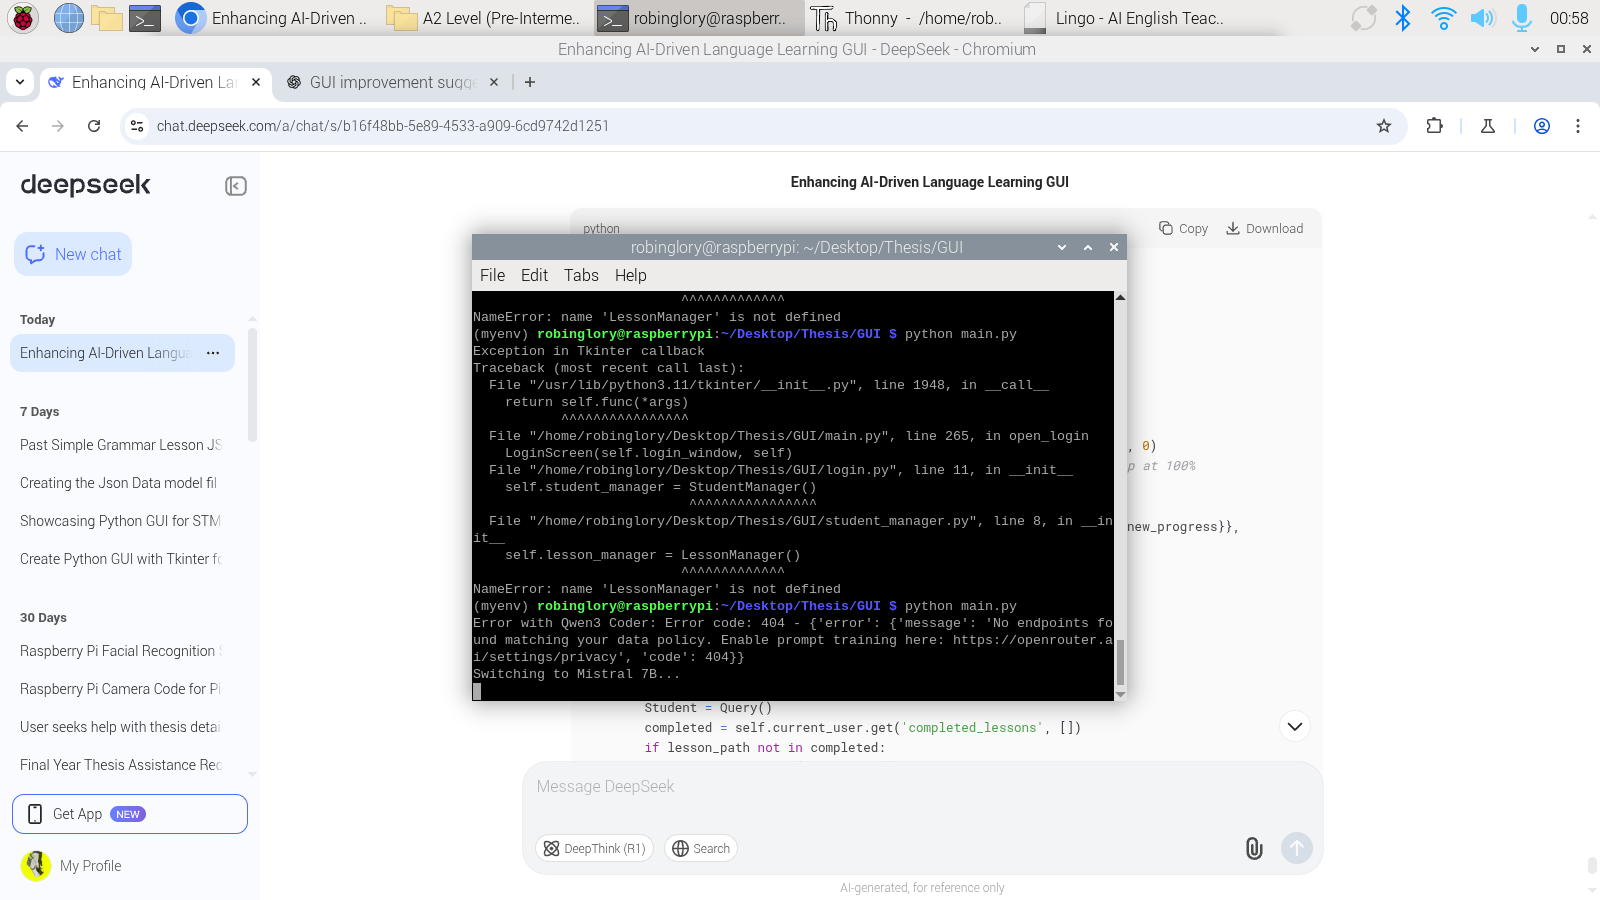 Enhancing AI-Driven ..
A2 Level (Pre-Interme..
robinglory@raspberr..
Thonny - /home/rob..
Lingo - AI English Teac..
00:58
Enhancing AI-Driven Language Learning GUI - DeepSeek - Chromium
Enhancing AI-Driven La
GUI improvement sugge
chat.deepseek.com/a/chat/s/b16f48bb-5e89-4533-a909-6cd9742d1251
deepseek
New chat
Today
Enhancing AI-Driven Langua
7 Days
Past Simple Grammar Lesson JS
Creating the Json Data model fil
Showcasing Python GUI for STM
Create Python GUI with Tkinter fo
30 Days
Raspberry Pi Facial Recognition S
Raspberry Pi Camera Code for Pi
User seeks help with thesis detai
Final Year Thesis Assistance Req
Get App NEW
My Profile
Enhancing AI-Driven Language Learning GUI
python
Copy
Download
robinglory@raspberrypi: ~/Desktop/Thesis/GUI
File Edit Tabs Help
^^^^^^^^^^^^^
NameError: name 'LessonManager' is not defined
(myenv) robinglory@raspberrypi:~/Desktop/Thesis/GUI $ python main.py
Exception in Tkinter callback
Traceback (most recent call last):
File "/usr/lib/python3.11/tkinter/__init__.py", line 1948, in __call__
return self.func(*args)
^^^^^^^^^^^^^^^^
File "/home/robinglory/Desktop/Thesis/GUI/main.py", line 265, in open_login
LoginScreen(self.login_window, self)
File "/home/robinglory/Desktop/Thesis/GUI/login.py", line 11, in __init__
self.student_manager = StudentManager()
^^^^^^^^^^^^^^^^
File "/home/robinglory/Desktop/Thesis/GUI/student_manager.py", line 8, in __in
it__
self.lesson_manager = LessonManager()
^^^^^^^^^^^^^
NameError: name 'LessonManager' is not defined
(myenv) robinglory@raspberrypi:~/Desktop/Thesis/GUI $ python main.py
Error with Qwen3 Coder: Error code: 404 - {'error': {'message': 'No endpoints fo
und matching your data policy. Enable prompt training here: https://openrouter.a
i/settings/privacy', 'code': 404}}
Switching to Mistral 7B...
, 0)
p at 100%
new_progress}},
Student = Query()
completed = self.current_user.get('completed_lessons', [])
if lesson_path not in completed:
Message DeepSeek
DeepThink (R1)
Search
AI-generated, for reference only